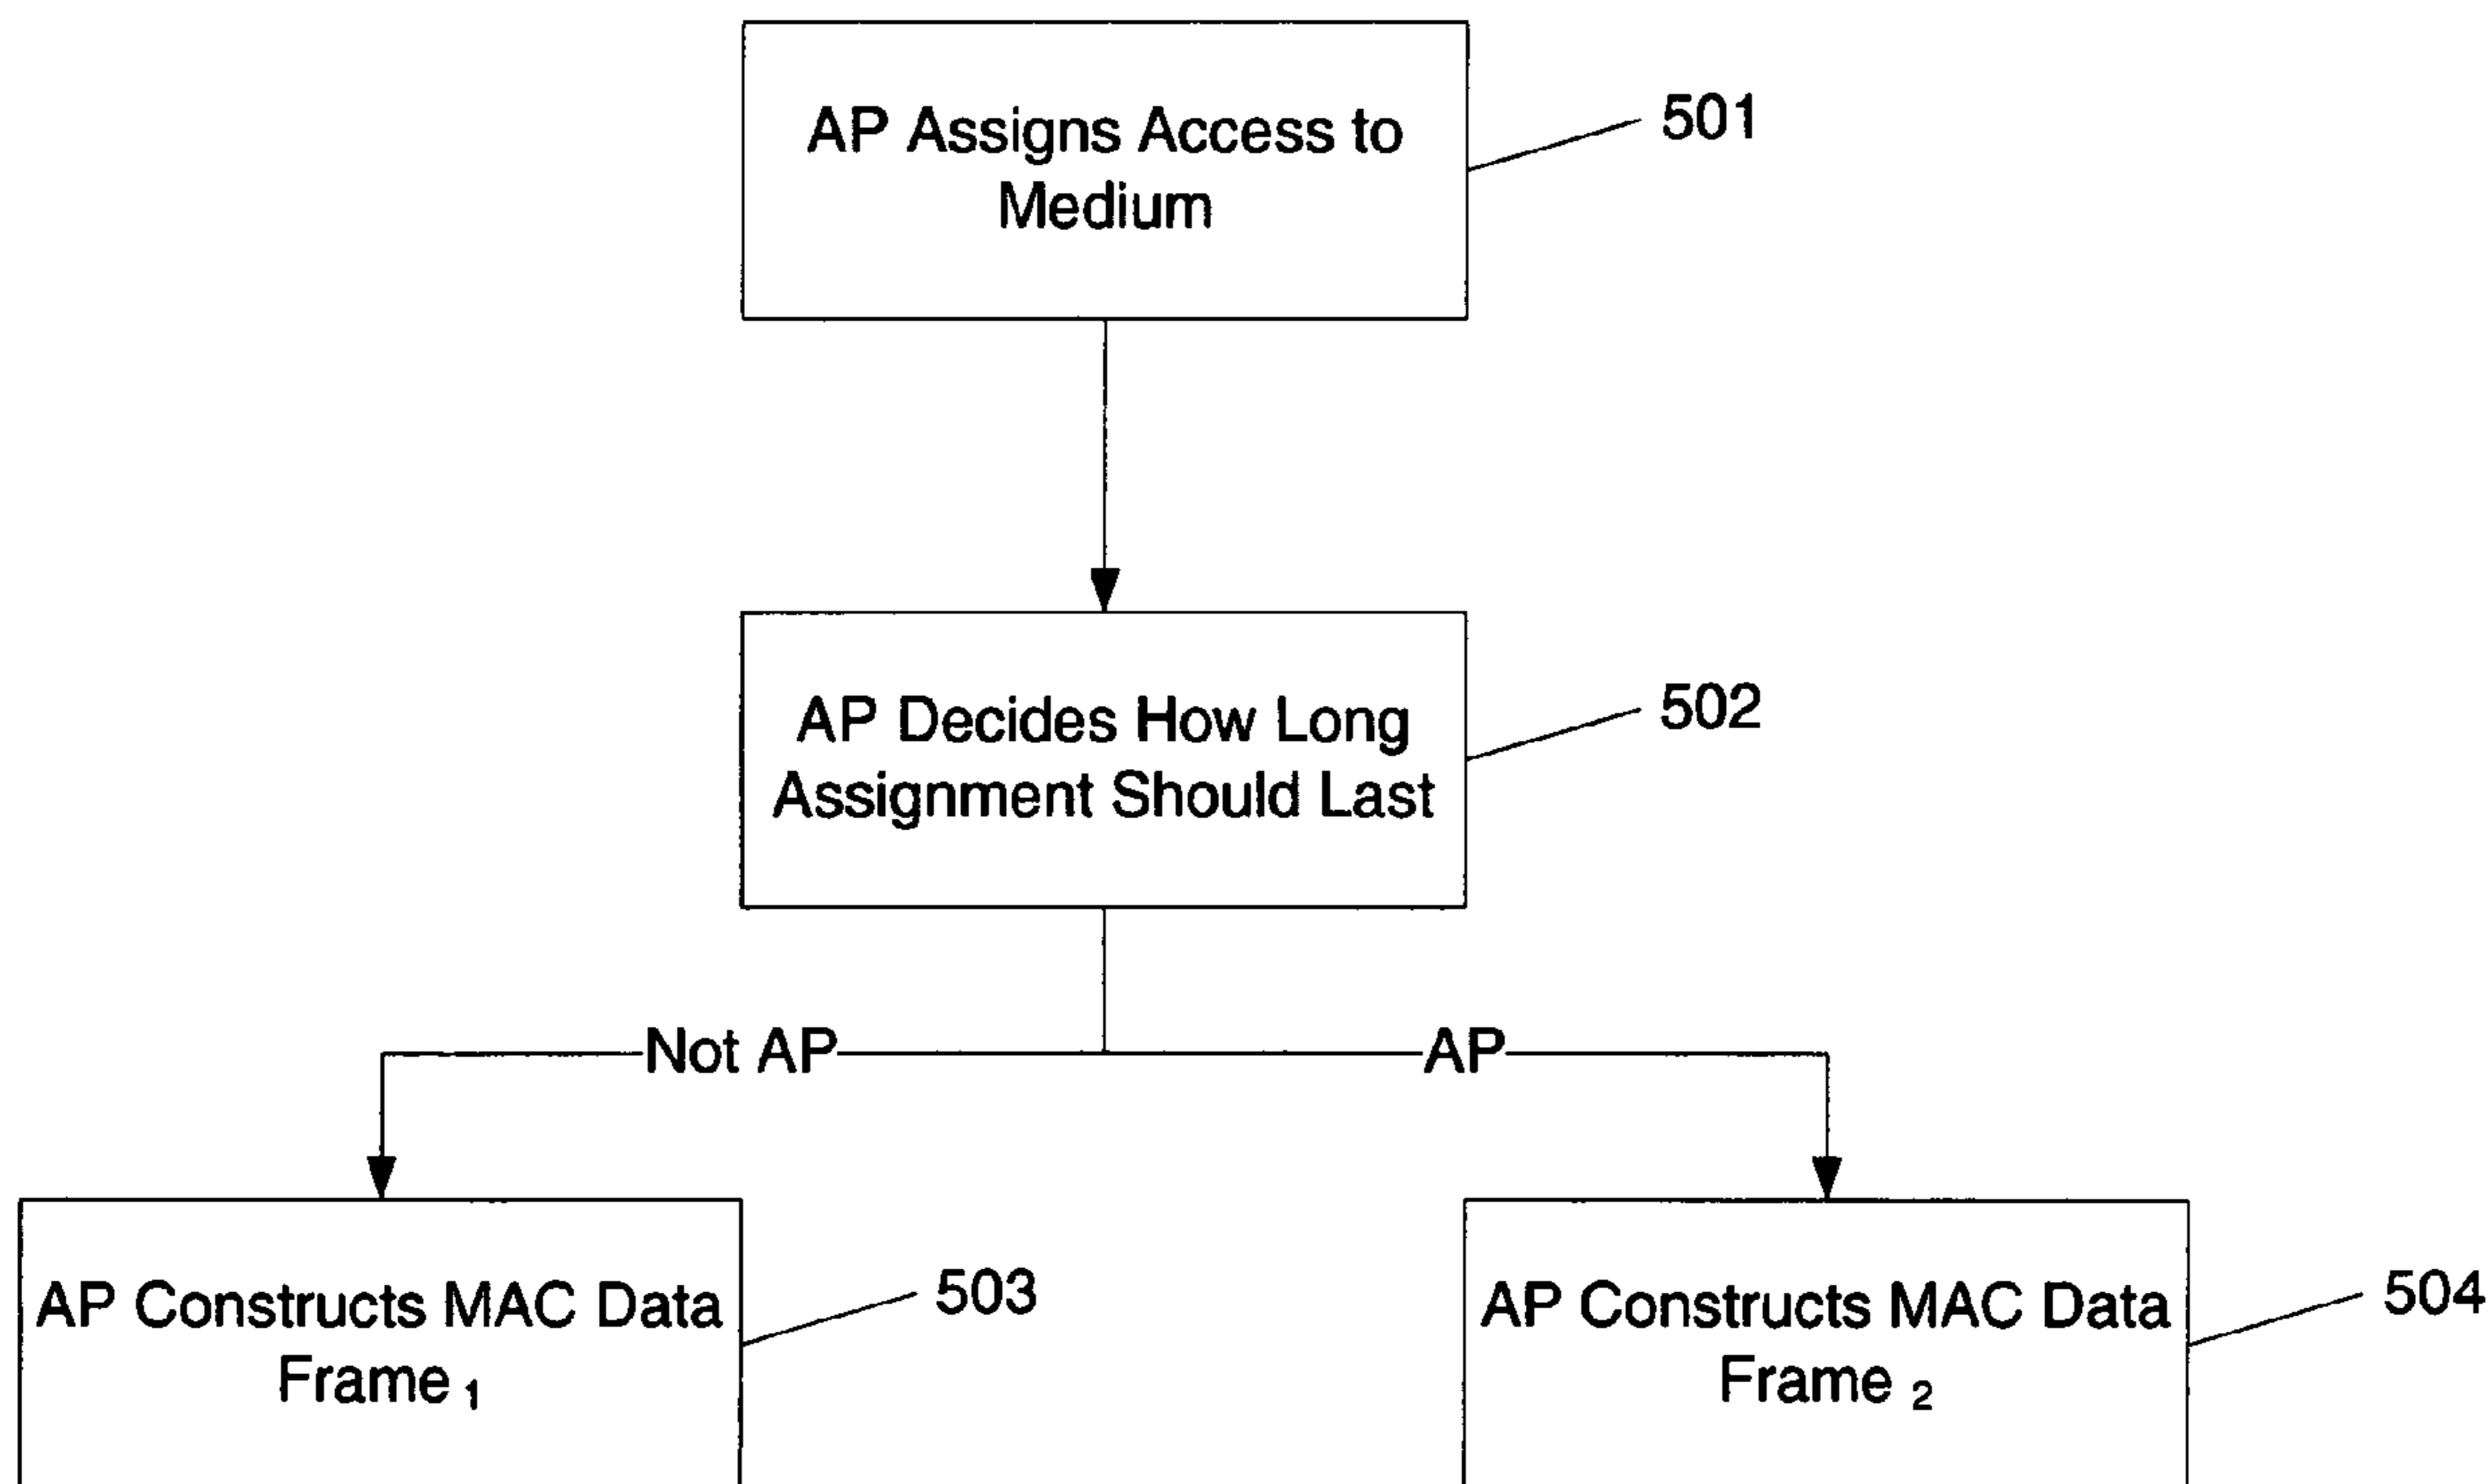 AP Assigns Access to
Medium
501
AP Decides How Long
Assignment Should Last
502
Not AP
AP
AP Constructs MAC Data
Frame 1
503
AP Constructs MAC Data
Frame 2
504